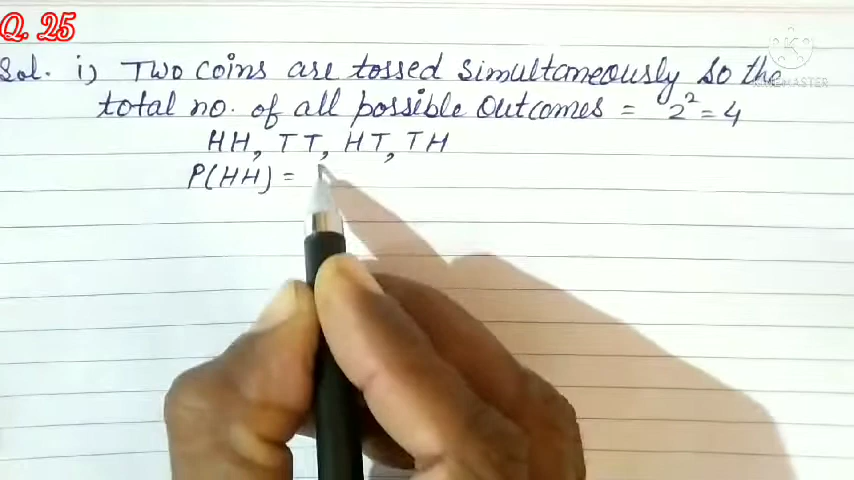 Q. 25
Sol. i) Two coins are tossed simultaneously so the
total no. of all possible outcomes = 2² = 4
HH, TT, HT, TH
P(HH) =
KINEMASTER